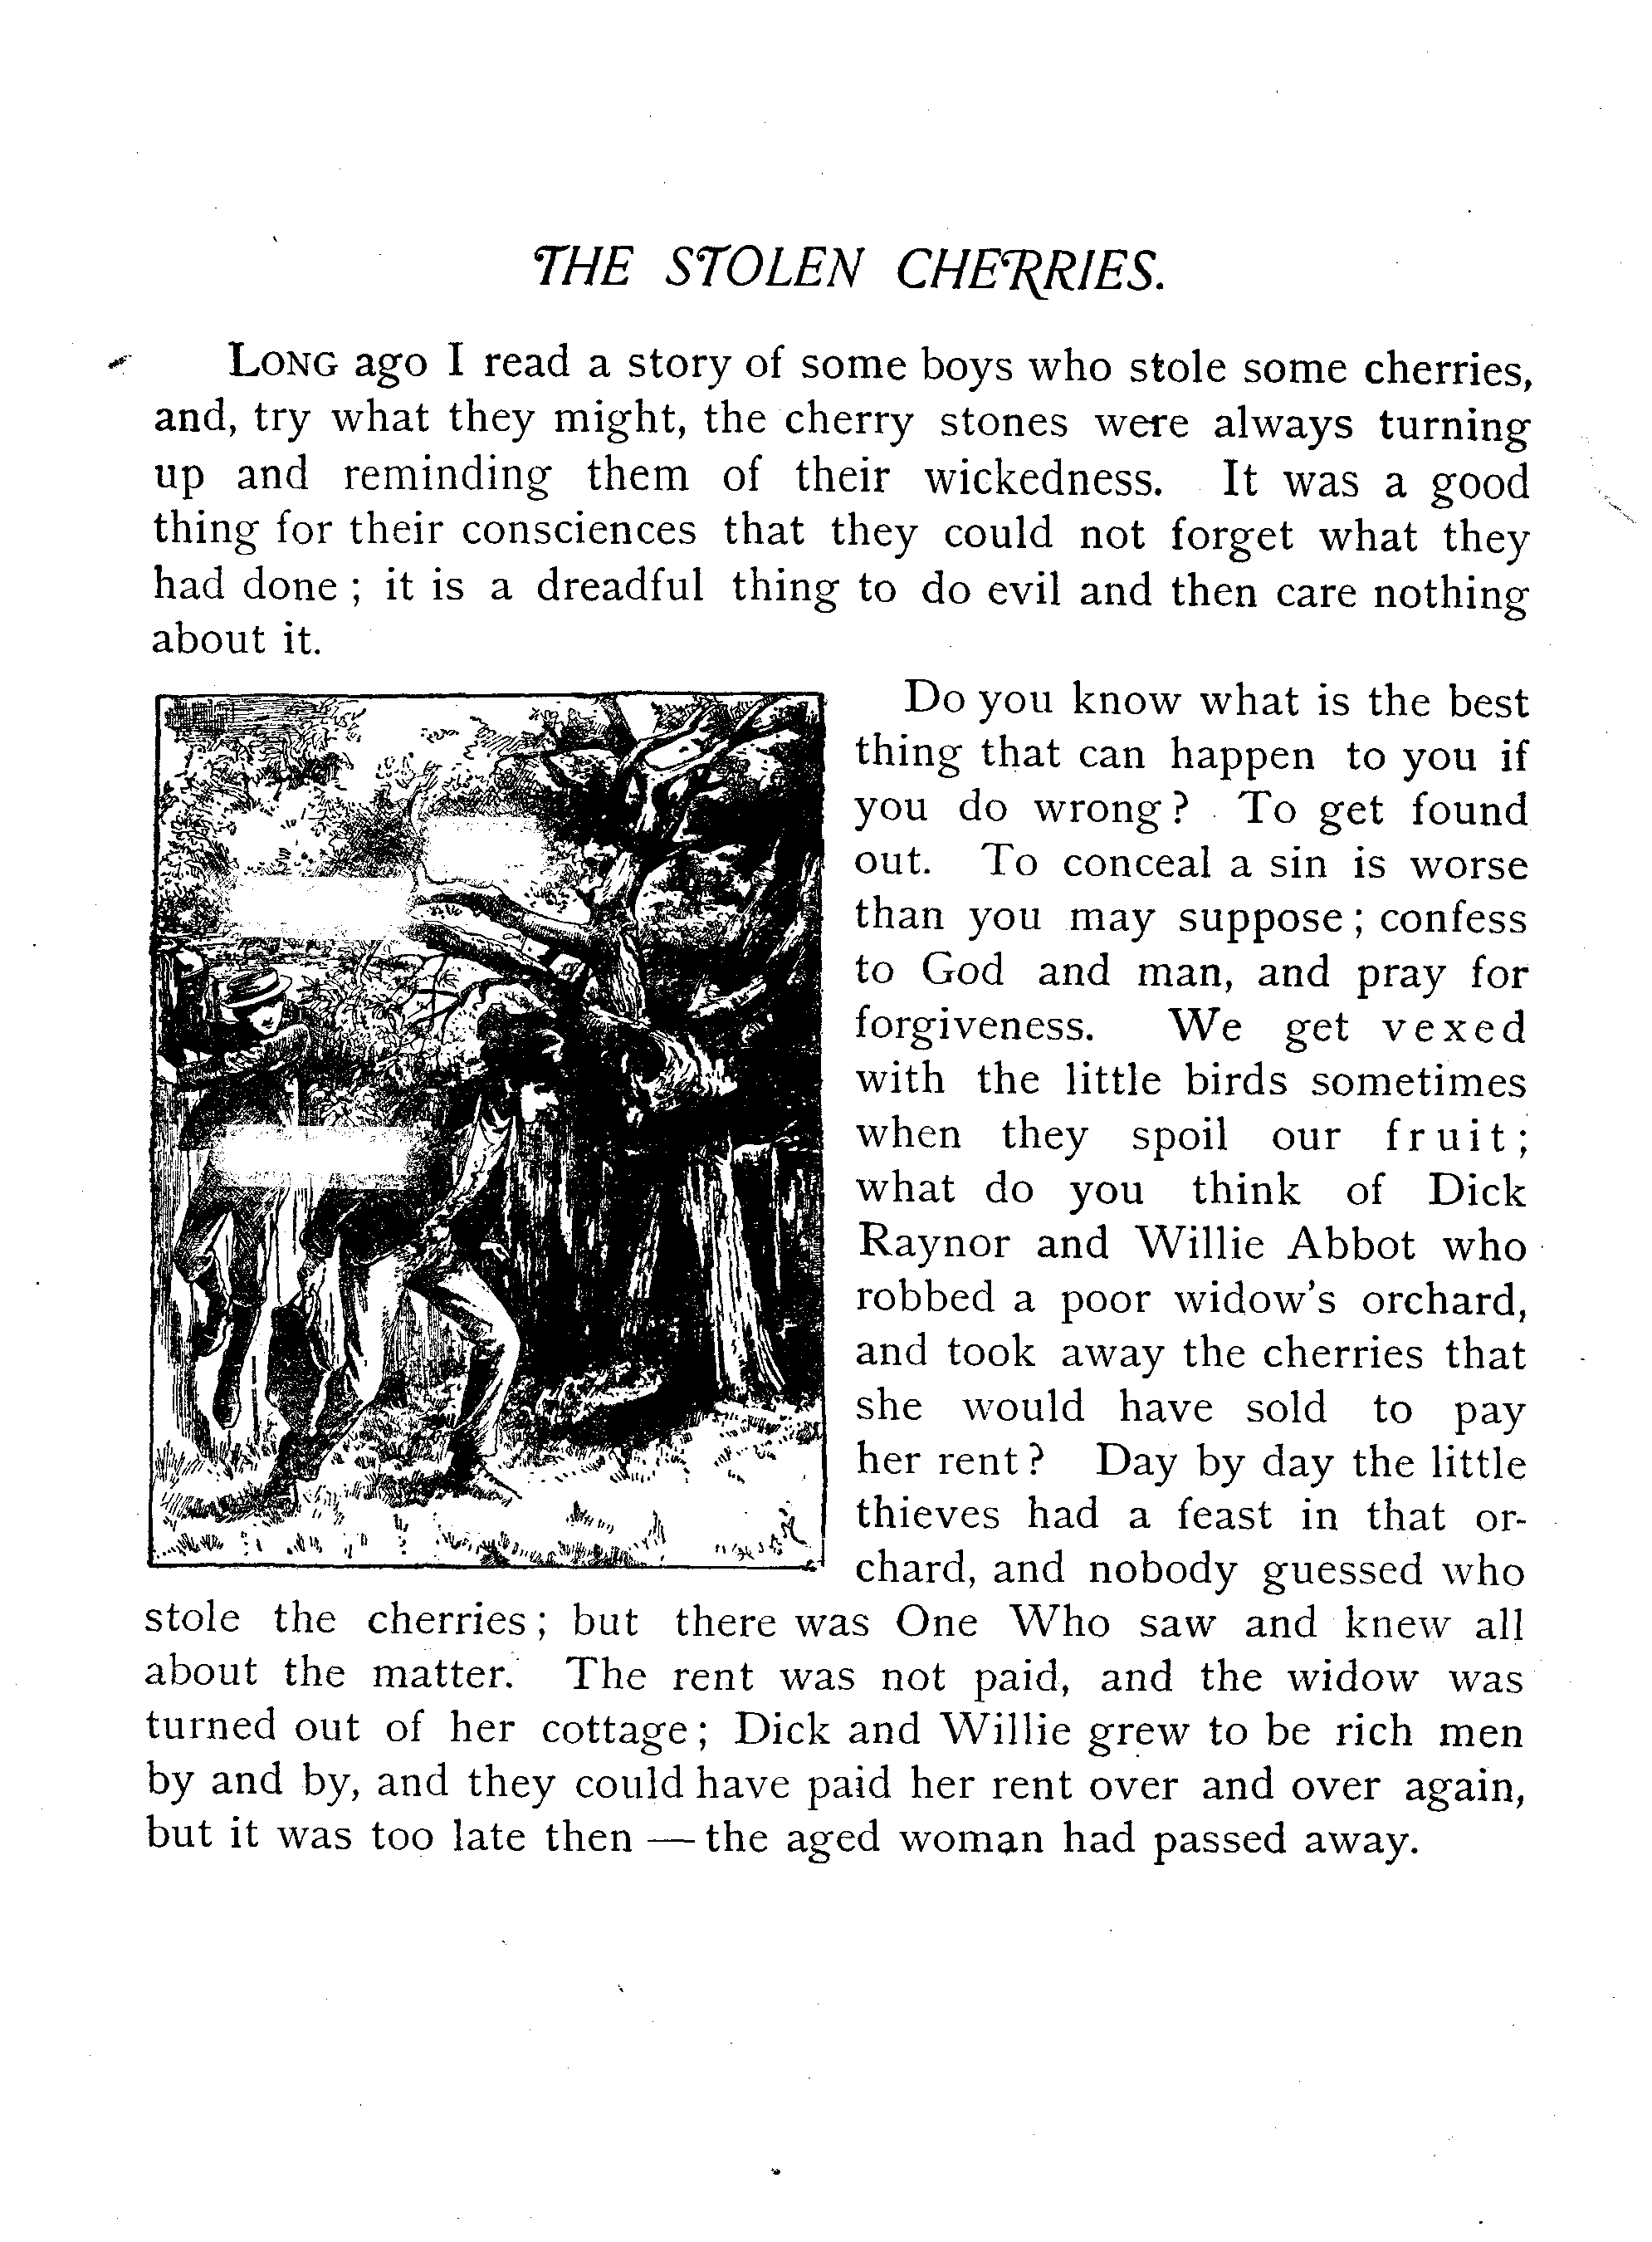 THE STOLEN CHERRIES.
LONG ago I read a story of some boys who stole some cherries,
and, try what they might, the cherry stones were always turning
up and reminding them of their wickedness. It was a good
thing for their consciences that they could not forget what they
had done ; it is a dreadful thing to do evil and then care nothing
about it.
Do you know what is the best
thing that can happen to you if
you do wrong ? To get found
out. To conceal a sin is worse
than you may suppose ; confess
to God and man, and pray for
forgiveness. We get vexed
with the little birds sometimes
when they spoil our fruit ;
what do you think of Dick
Raynor and Willie Abbot who
robbed a poor widow's orchard,
and took away the cherries that
she would have sold to pay
her rent ? Day by day the little
thieves had a feast in that or-
chard, and nobody guessed who
stole the cherries ; but there was One Who saw and knew all
about the matter. The rent was not paid, and the widow was
turned out of her cottage ; Dick and Willie grew to be rich men
by and by, and they could have paid her rent over and over again,
but it was too late then — the aged woman had passed away.